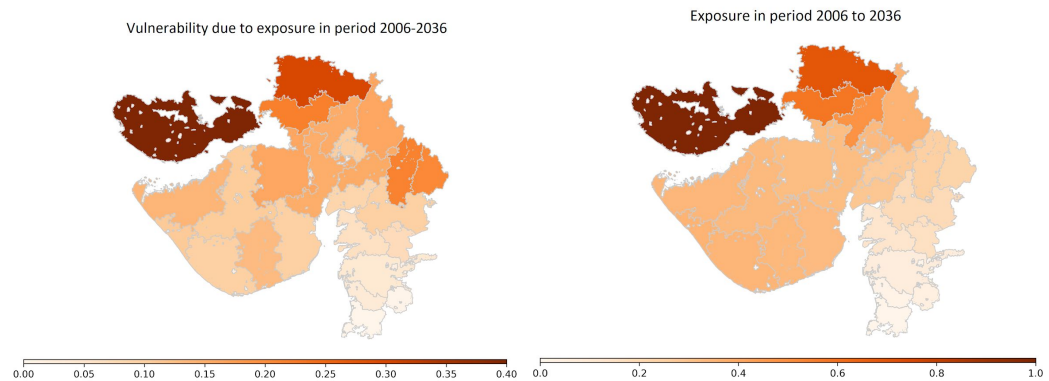 Vulnerability due to exposure in period 2006-2036
Exposure in period 2006 to 2036
0.00 0.05 0.10 0.15 0.20 0.25 0.30 0.35 0.40
0.0 0.2 0.4 0.6 0.8 1.0